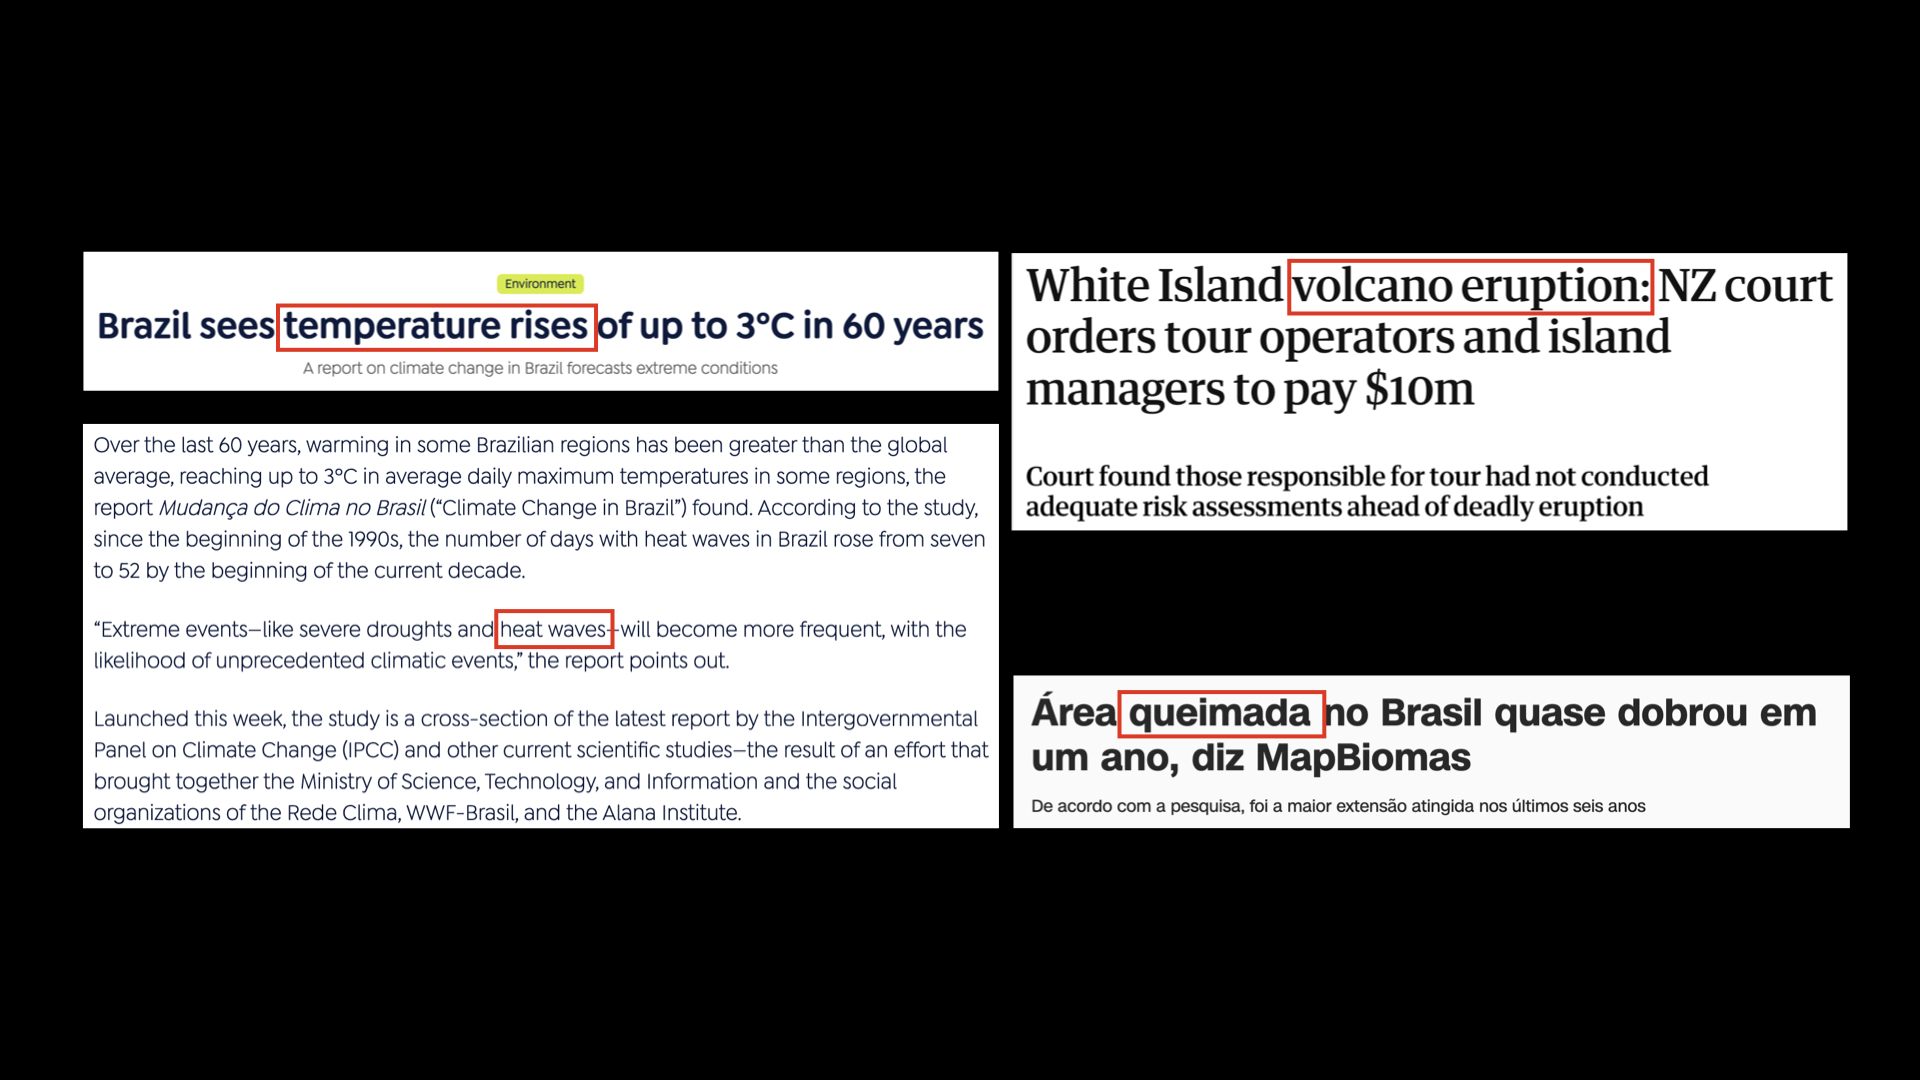 Environment
Brazil sees temperature rises of up to 3°C in 60 years
A report on climate change in Brazil forecasts extreme conditions
Over the last 60 years, warming in some Brazilian regions has been greater than the global
average, reaching up to 3°C in average daily maximum temperatures in some regions, the
report Mudança do Clima no Brasil (“Climate Change in Brazil”) found. According to the study,
since the beginning of the 1990s, the number of days with heat waves in Brazil rose from seven
to 52 by the beginning of the current decade.
“Extreme events—like severe droughts and heat waves—will become more frequent, with the
likelihood of unprecedented climatic events,” the report points out.
Launched this week, the study is a cross-section of the latest report by the Intergovernmental
Panel on Climate Change (IPCC) and other current scientific studies—the result of an effort that
brought together the Ministry of Science, Technology, and Information and the social
organizations of the Rede Clima, WWF-Brasil, and the Alana Institute.
White Island volcano eruption: NZ court
orders tour operators and island
managers to pay $10m
Court found those responsible for tour had not conducted
adequate risk assessments ahead of deadly eruption
Área queimada no Brasil quase dobrou em
um ano, diz MapBiomas
De acordo com a pesquisa, foi a maior extensão atingida nos últimos seis anos